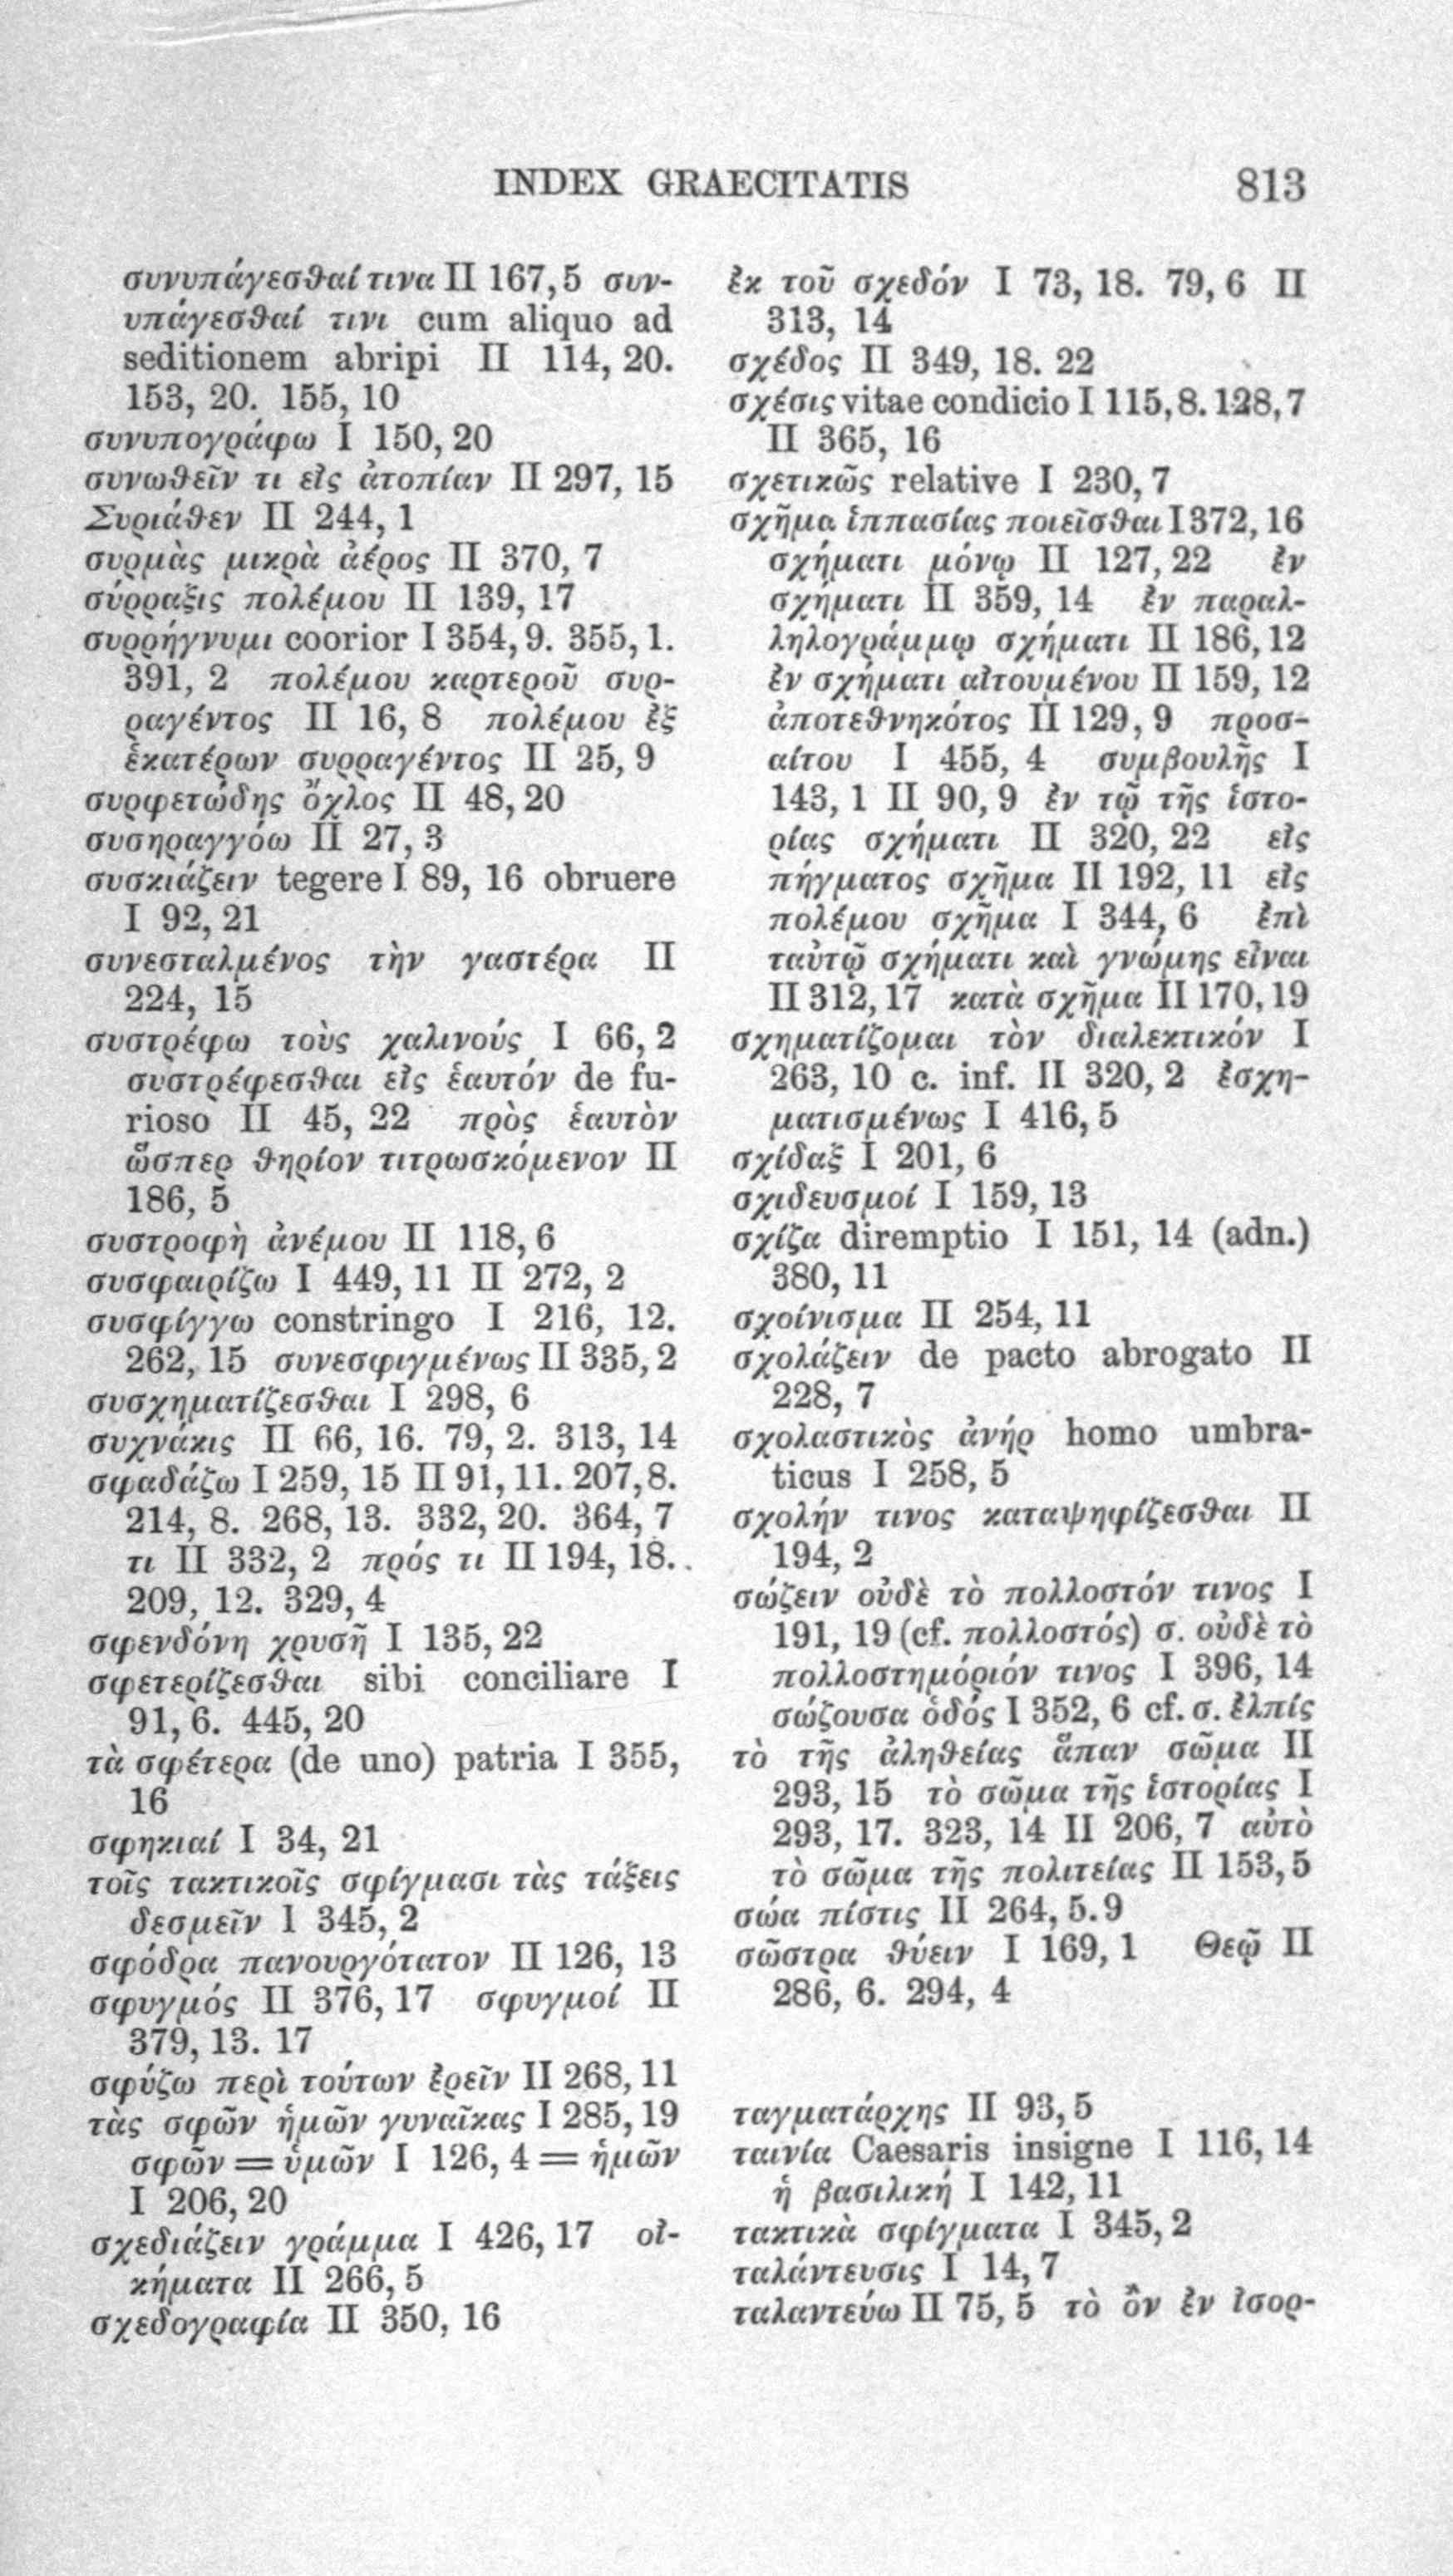 INDEX GRAECITATIS 813
συνυπάγεσθαί τινα II 167, 5 συν-
υπάγεσθαί τινι cum aliquo ad
seditionem abripi II 114, 20.
153, 20. 155, 10
συνυπογράφω I 150, 20
συνωθεῖν τι εἰς ἀτοπίαν II 297, 15
Συριάθεν II 244, 1
συρμὰς μικρὰ ἀέρος II 370, 7
σύρραξις πολέμου II 139, 17
συρρήγνυμι coorior I 354, 9. 355, 1.
391, 2 πολέμου καρτεροῦ συρ-
ραγέντος II 16, 8 πολέμου ἐξ
ἑκατέρων συρραγέντος II 25, 9
συρφετώδης ὄχλος II 48, 20
συσηραγγόω II 27, 3
συσκιάζειν tegere I 89, 16 obruere
I 92, 21
συνεσταλμένος τὴν γαστέρα II
224, 15
συστρέφω τοὺς χαλινούς I 66, 2
συστρέφεσθαι εἰς ἑαυτόν de fu-
rioso II 45, 22 πρὸς ἑαυτὸν
ὥσπερ θηρίον τιτρωσκόμενον II
186, 5
συστροφὴ ἀνέμου II 118, 6
συσφαιρίζω I 449, 11 II 272, 2
συσφίγγω constringo I 216, 12.
262, 15 συνεσφιγμένως II 335, 2
συσχηματίζεσθαι I 298, 6
συχνάκις II 66, 16. 79, 2. 313, 14
σφαδάζω I 259, 15 II 91, 11. 207, 8.
214, 8. 268, 13. 332, 20. 364, 7
τι II 332, 2 πρός τι II 194, 18.
209, 12. 329, 4
σφενδόνη χρυσῆ I 135, 22
σφετερίζεσθαι sibi conciliare I
91, 6. 445, 20
τὰ σφέτερα (de uno) patria I 355,
16
σφηκιαί I 34, 21
τοῖς τακτικοῖς σφίγμασι τὰς τάξεις
δεσμεῖν I 345, 2
σφόδρα πανουργότατον II 126, 13
σφυγμός II 376, 17 σφυγμοί II
379, 13. 17
σφύζω περὶ τούτων ἐρεῖν II 268, 11
τὰς σφῶν ἡμῶν γυναῖκας I 285, 19
σφῶν = ὑμῶν I 126, 4 = ἡμῶν
I 206, 20
σχεδιάζειν γράμμα I 426, 17 οἰ-
κήματα II 266, 5
σχεδογραφία II 350, 16
ἐκ τοῦ σχεδόν I 73, 18. 79, 6 II
313, 14
σχέδος II 349, 18. 22
σχέσις vitae condicio I 115, 8. 128, 7
II 365, 16
σχετικῶς relative I 230, 7
σχῆμα ἱππασίας ποιεῖσθαι I 372, 16
σχήματι μόνῳ II 127, 22 ἐν
σχήματι II 359, 14 ἐν παραλ-
ληλογράμμῳ σχήματι II 186, 12
ἐν σχήματι αἰτουμένου II 159, 12
ἀποτεθνηκότος II 129, 9 προσ-
αίτου I 455, 4 συμβουλῆς I
143, 1 II 90, 9 ἐν τῷ τῆς ἱστο-
ρίας σχήματι II 320, 22 εἰς
πήγματος σχῆμα II 192, 11 εἰς
πολέμου σχῆμα I 344, 6 ἐπὶ
ταὐτῷ σχήματι καὶ γνώμης εἶναι
II 312, 17 κατὰ σχῆμα II 170, 19
σχηματίζομαι τὸν διαλεκτικόν I
263, 10 c. inf. II 320, 2 ἐσχη-
ματισμένως I 416, 5
σχίδαξ I 201, 6
σχιδευσμοί I 159, 13
σχίζα diremptio I 151, 14 (adn.)
380, 11
σχοίνισμα II 254, 11
σχολάζειν de pacto abrogato II
228, 7
σχολαστικὸς ἀνήρ homo umbra-
ticus I 258, 5
σχολήν τινος καταψηφίζεσθαι II
194, 2
σώζειν οὐδὲ τὸ πολλοστόν τινος I
191, 19 (cf. πολλοστός) σ. οὐδὲ τὸ
πολλοστημόριόν τινος I 396, 14
σώζουσα ὁδός I 352, 6 cf. σ. ἐλπίς
τὸ τῆς ἀληθείας ἅπαν σῶμα II
293, 15 τὸ σῶμα τῆς ἱστορίας I
293, 17. 323, 14 II 206, 7 αὐτὸ
τὸ σῶμα τῆς πολιτείας II 153, 5
σώα πίστις II 264, 5. 9
σῶστρα θύειν I 169, 1 Θεῷ II
286, 6. 294, 4
ταγματάρχης II 93, 5
ταινία Caesaris insigne I 116, 14
ἡ βασιλική I 142, 11
τακτικὰ σφίγματα I 345, 2
ταλάντευσις I 14, 7
ταλαντεύω II 75, 5 τὸ ὂν ἐν ἰσορ-